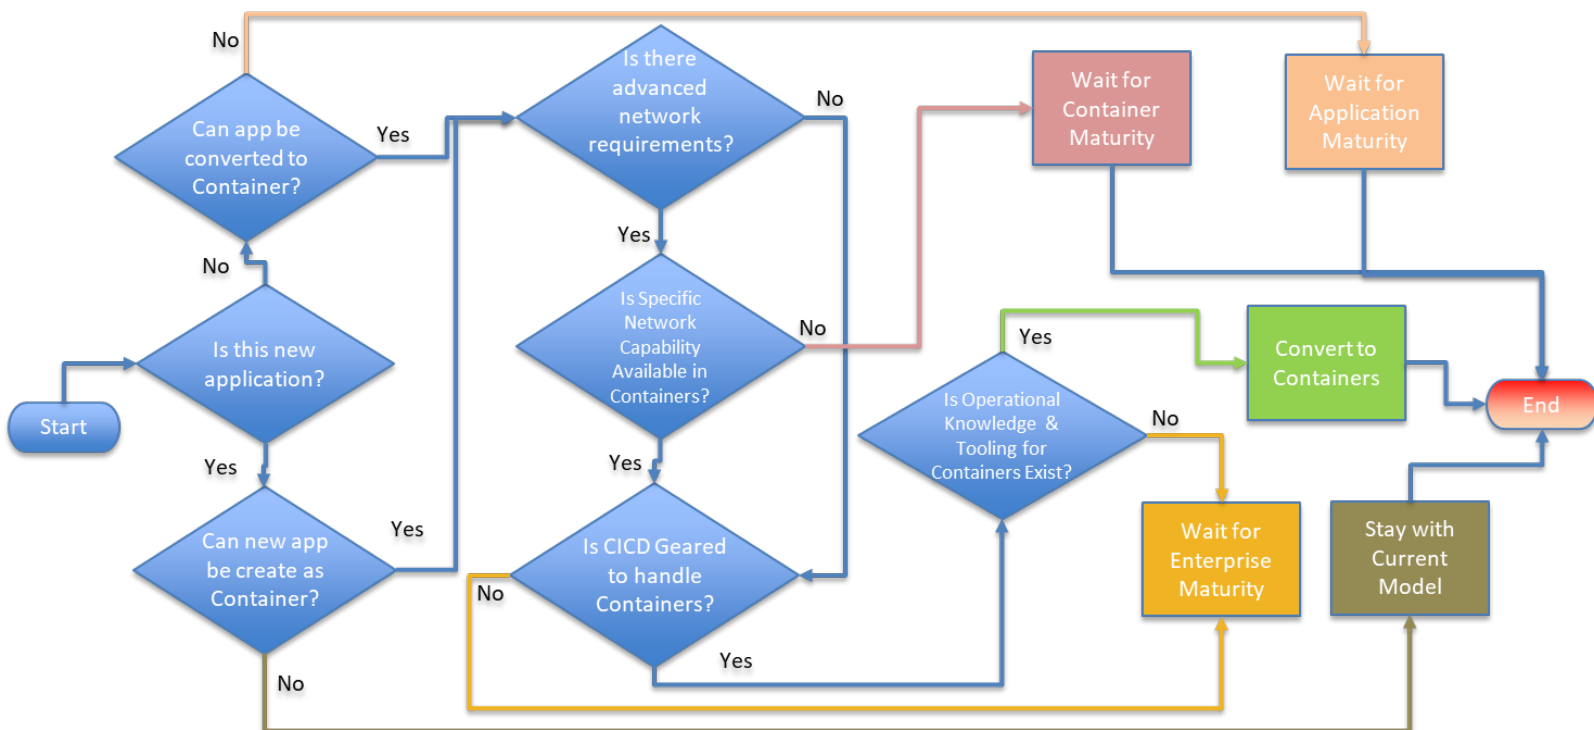 Start
Is this new
application?
No
Yes
Can app be
converted to
Container?
No
Yes
Can new app
be create as
Container?
Yes
No
Is there
advanced
network
requirements?
No
Yes
Is Specific
Network
Capability
Available in
Containers?
No
Yes
Is CICD Geared
to handle
Containers?
No
Yes
Is Operational
Knowledge &
Tooling for
Containers Exist?
Yes
No
Wait for
Container
Maturity
Wait for
Application
Maturity
Convert to
Containers
Wait for
Enterprise
Maturity
Stay with
Current
Model
End